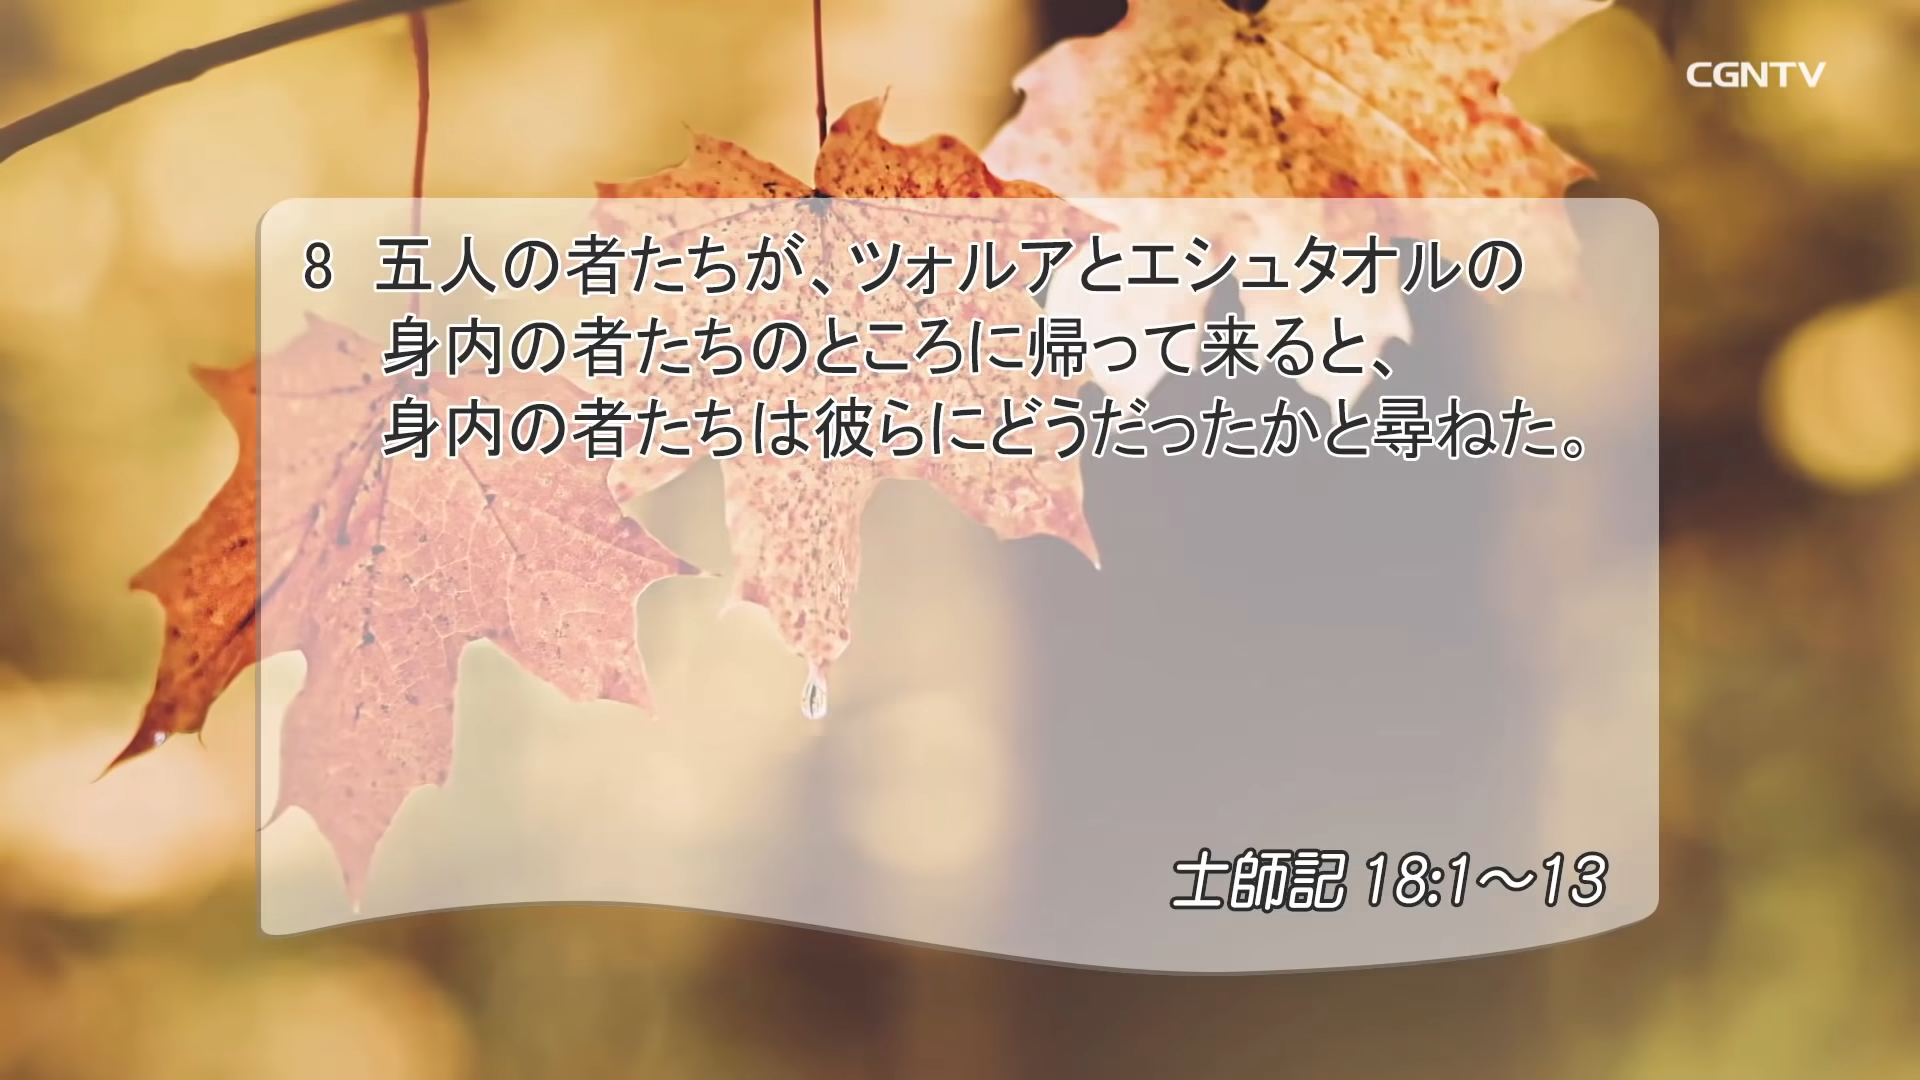 CGNTV
8 五人の者たちが、ツォルアとエシュタオルの
身内の者たちのところに帰って来ると、
身内の者たちは彼らにどうだったかと尋ねた。
士師記 18:1～13